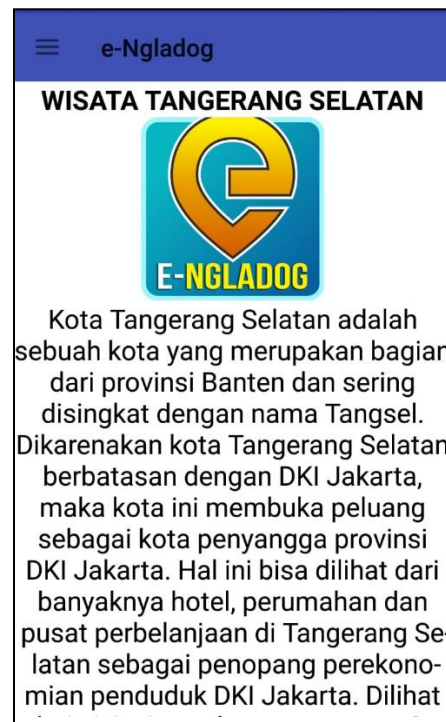 e-Ngladog
WISATA TANGERANG SELATAN
E-NGLADOG
Kota Tangerang Selatan adalah
sebuah kota yang merupakan bagian
dari provinsi Banten dan sering
disingkat dengan nama Tangsel.
Dikarenakan kota Tangerang Selatan
berbatasan dengan DKI Jakarta,
maka kota ini membuka peluang
sebagai kota penyangga provinsi
DKI Jakarta. Hal ini bisa dilihat dari
banyaknya hotel, perumahan dan
pusat perbelanjaan di Tangerang Se-
latan sebagai penopang perekono-
mian penduduk DKI Jakarta. Dilihat